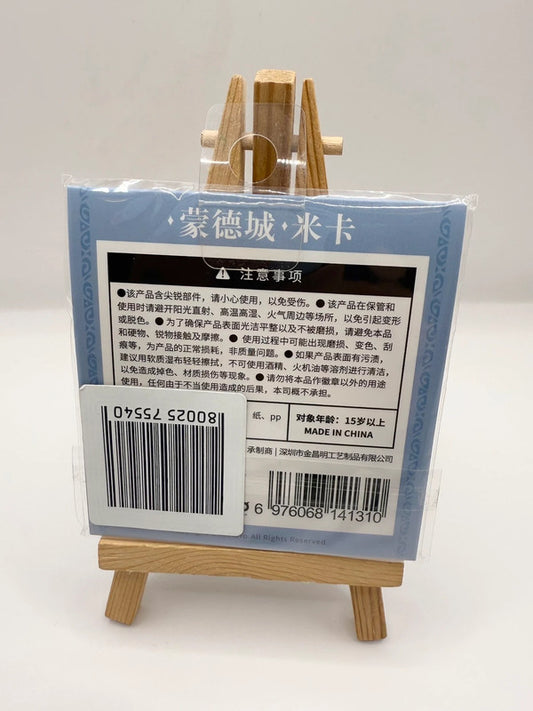 蒙德城·米卡
注意事项
●该产品含尖锐部件，请小心使用，以免受伤。●该产品在保管和
使用时请避开阳光直射、高温高湿、火气周边等场所，以免引起变形
或脱色。●为了确保产品表面光洁平整以及不被磨损，请避免本品
和硬物、锐物接触及摩擦。●使用过程中可能出现磨损、变色、刮
痕等，为产品的正常损耗，非质量问题。●如果产品表面有污渍，
建议用软质湿布轻轻擦拭，不可使用酒精、火机油等溶剂进行清洁，
以免造成掉色、材质损伤等现象。●请勿将本品作徽章以外的用途
使用，任何由于不当使用造成的后果，本司概不承担。
纸、pp
对象年龄：15岁以上
MADE IN CHINA
承制商 | 深圳市金昌明工艺制品有限公司
80025 75540
6 976068 141310
All Rights Reserved